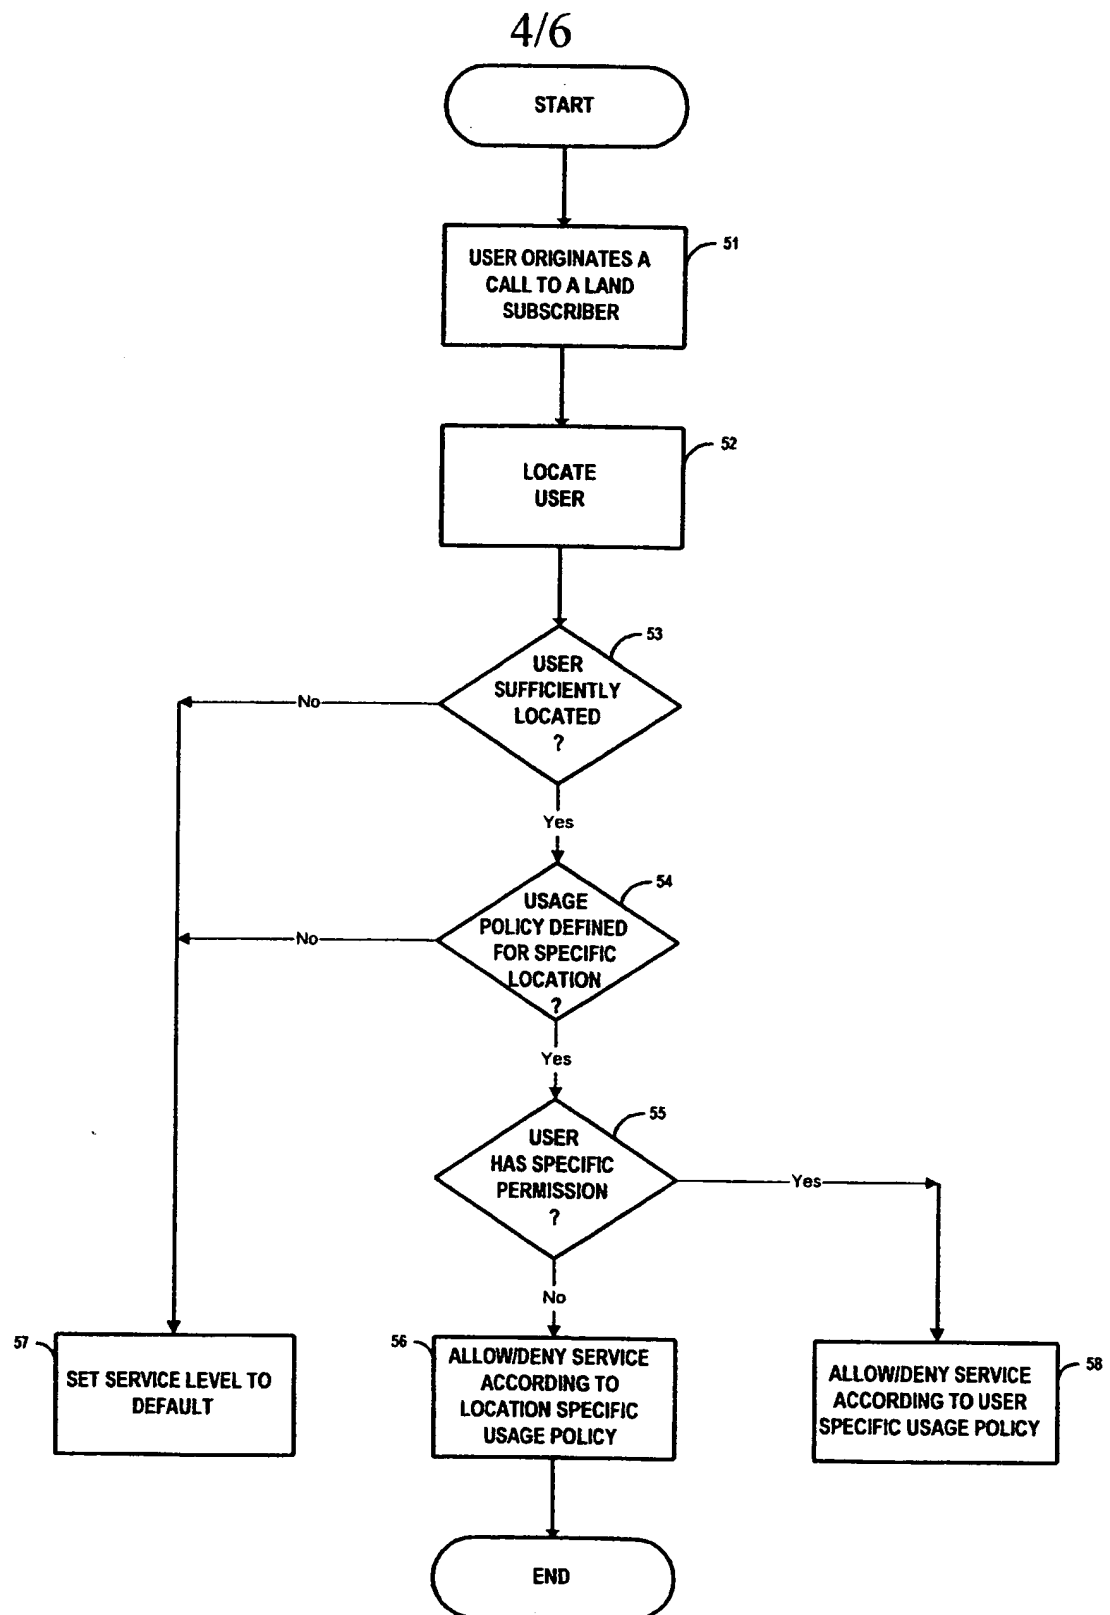 4/6
START
51
USER ORIGINATES A
CALL TO A LAND
SUBSCRIBER
52
LOCATE
USER
53
USER
SUFFICIENTLY
LOCATED
?
No
Yes
54
USAGE
POLICY DEFINED
FOR SPECIFIC
LOCATION
?
No
Yes
55
USER
HAS SPECIFIC
PERMISSION
?
Yes
No
57
SET SERVICE LEVEL TO
DEFAULT
56
ALLOW/DENY SERVICE
ACCORDING TO
LOCATION SPECIFIC
USAGE POLICY
58
ALLOW/DENY SERVICE
ACCORDING TO USER
SPECIFIC USAGE POLICY
END